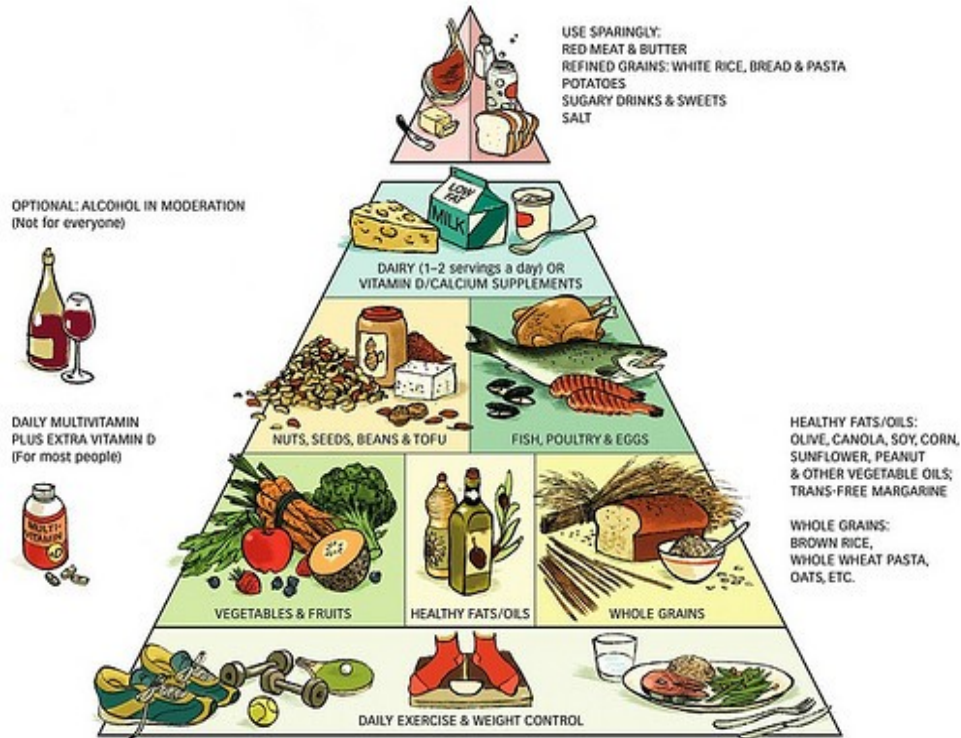 USE SPARINGLY:
RED MEAT & BUTTER
REFINED GRAINS: WHITE RICE, BREAD & PASTA
POTATOES
SUGARY DRINKS & SWEETS
SALT
OPTIONAL: ALCOHOL IN MODERATION
(Not for everyone)
LOW
FAT
MILK
DAIRY (1–2 servings a day) OR
VITAMIN D/CALCIUM SUPPLEMENTS
NUTS, SEEDS, BEANS & TOFU
FISH, POULTRY & EGGS
DAILY MULTIVITAMIN
PLUS EXTRA VITAMIN D
(For most people)
MULTI-
VITAMIN
+D
HEALTHY FATS/OILS:
OLIVE, CANOLA, SOY, CORN,
SUNFLOWER, PEANUT
& OTHER VEGETABLE OILS;
TRANS-FREE MARGARINE
WHOLE GRAINS:
BROWN RICE,
WHOLE WHEAT PASTA,
OATS, ETC.
VEGETABLES & FRUITS
HEALTHY FATS/OILS
WHOLE GRAINS
DAILY EXERCISE & WEIGHT CONTROL